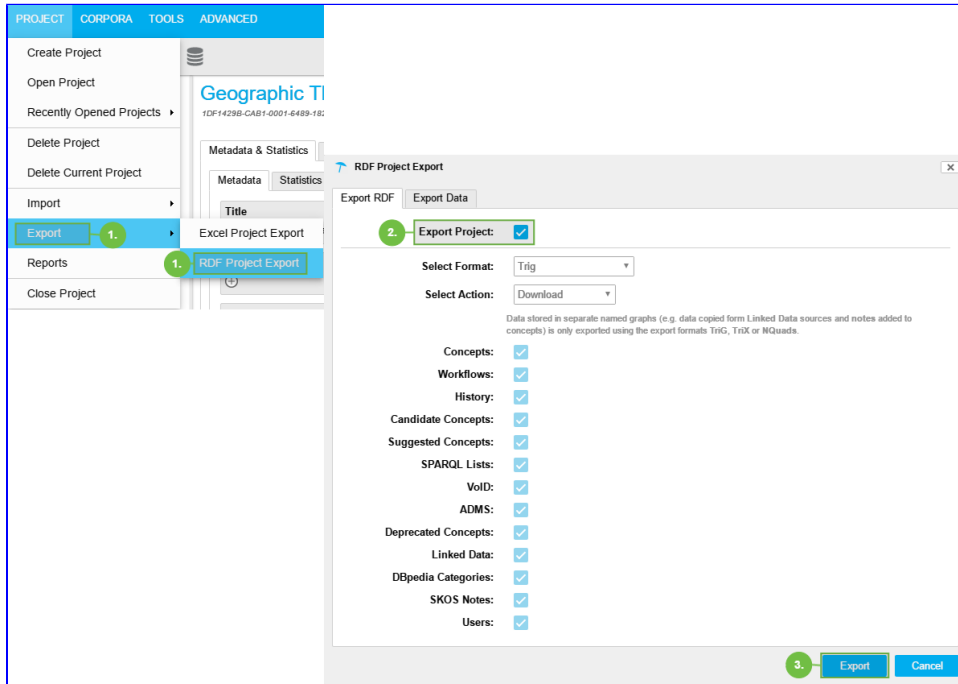 PROJECT CORPORA TOOLS ADVANCED
Create Project
Open Project
Recently Opened Projects
Delete Project
Delete Current Project
Import
Export 1.
Reports
Close Project
Geographic
1DF1429B-CAB1-0001-6489-182
Metadata & Statistics
Metadata Statistics
Title
Excel Project Export
1. RDF Project Export
RDF Project Export
Export RDF Export Data
2. Export Project:
Select Format: Trig
Select Action: Download
Data stored in separate named graphs (e.g. data copied form Linked Data sources and notes added to
concepts) is only exported using the export formats TriG, TriX or NQuads.
Concepts:
Workflows:
History:
Candidate Concepts:
Suggested Concepts:
SPARQL Lists:
VoID:
ADMS:
Deprecated Concepts:
Linked Data:
DBpedia Categories:
SKOS Notes:
Users:
3. Export Cancel